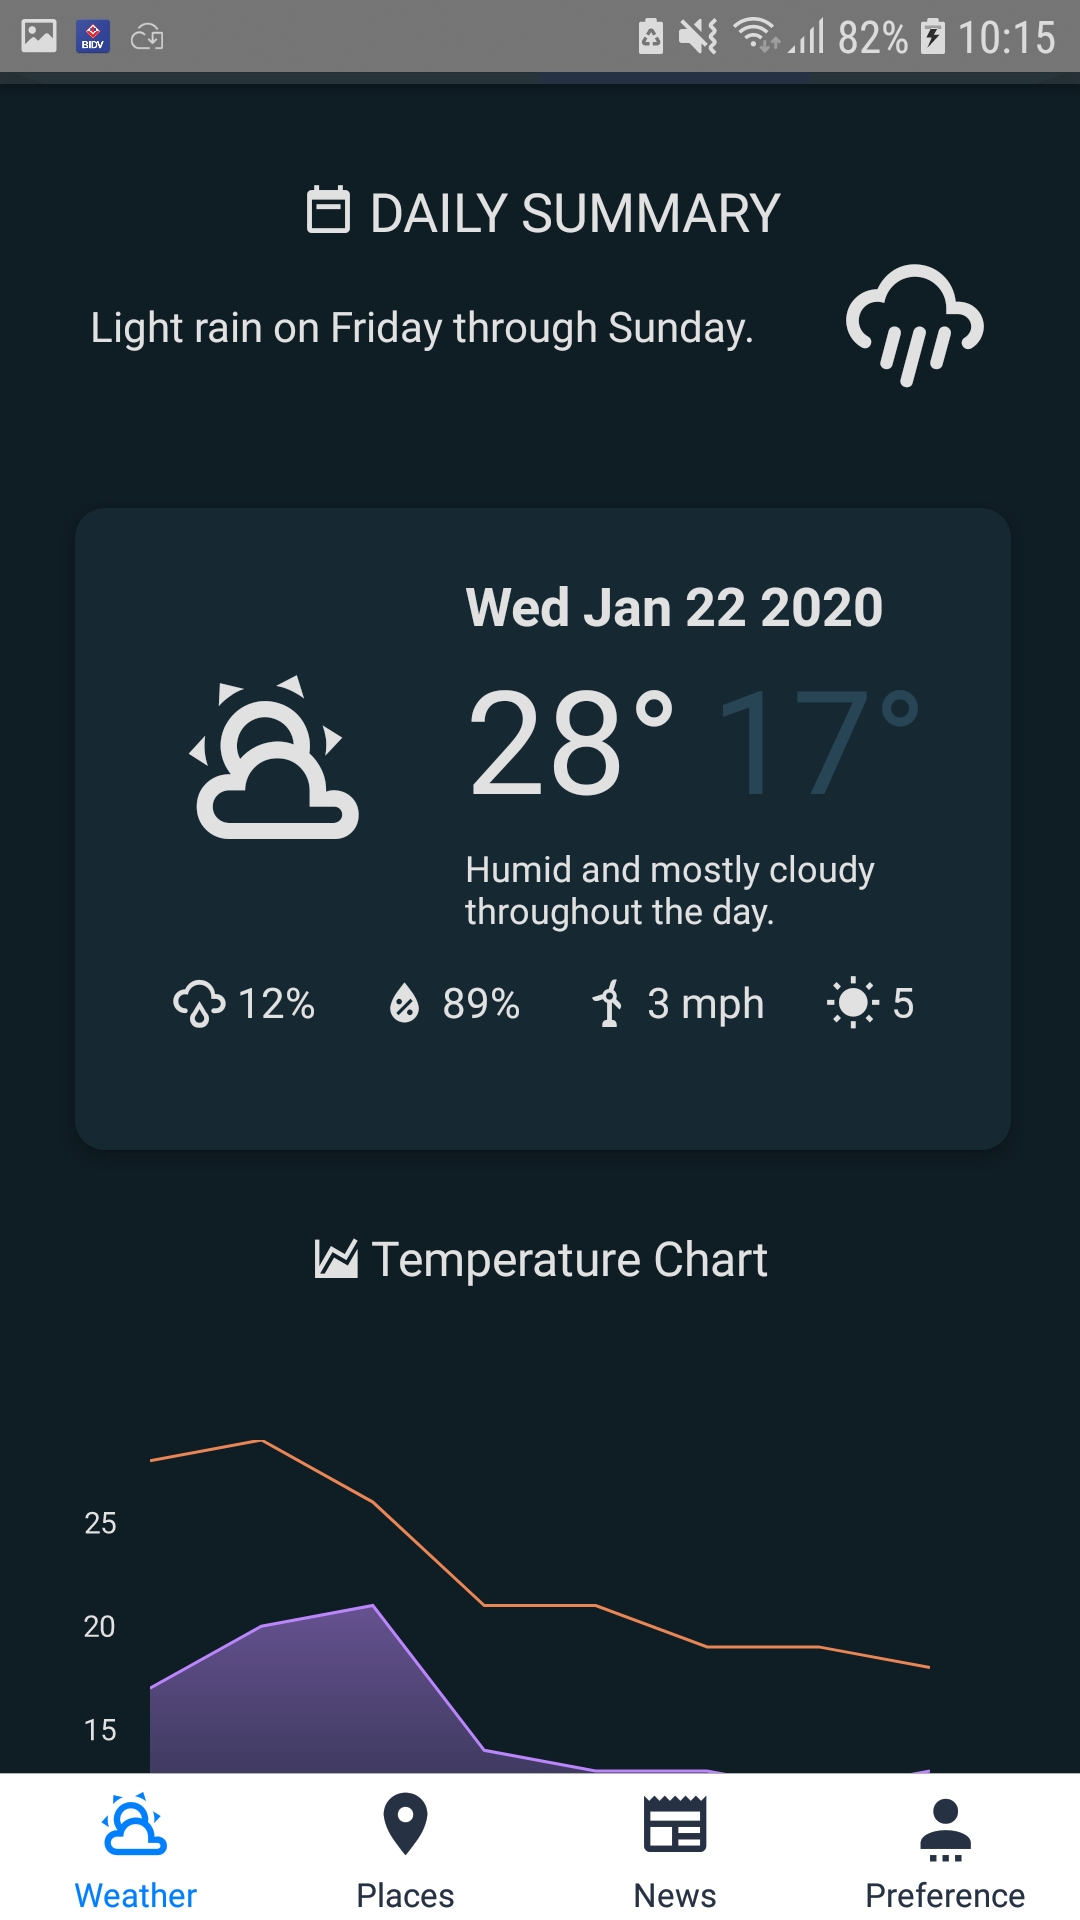 BIDV 82% 10:15
DAILY SUMMARY
Light rain on Friday through Sunday.
Wed Jan 22 2020
28° 17°
Humid and mostly cloudy
throughout the day.
12% 89% 3 mph 5
Temperature Chart
25
20
15
Weather Places News Preference